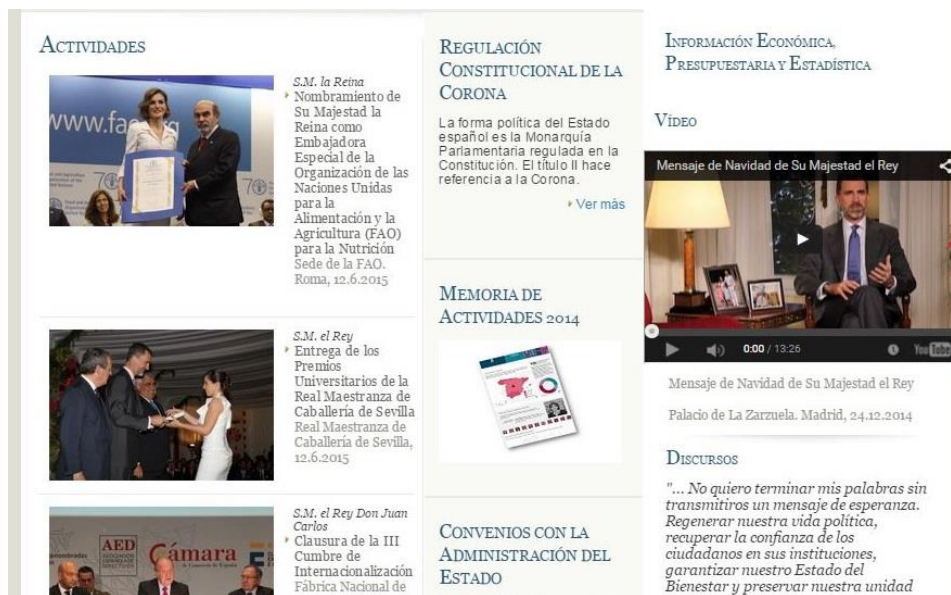 ACTIVIDADES
S.M. la Reina
Nombramiento de
Su Majestad la
Reina como
Embajadora
Especial de la
Organización de las
Naciones Unidas
para la
Alimentación y la
Agricultura (FAO)
para la Nutrición
Sede de la FAO.
Roma, 12.6.2015
www.fao.org
S.M. el Rey
Entrega de los
Premios
Universitarios de la
Real Maestranza de
Caballería de Sevilla
Real Maestranza de
Caballería de Sevilla,
12.6.2015
S.M. el Rey Don Juan
Carlos
Clausura de la III
Cumbre de
Internacionalización
Fábrica Nacional de
AED
Cámara
REGULACIÓN
CONSTITUCIONAL DE LA
CORONA
La forma política del Estado
español es la Monarquía
Parlamentaria regulada en la
Constitución. El título II hace
referencia a la Corona.
Ver más
MEMORIA DE
ACTIVIDADES 2014
CONVENIOS CON LA
ADMINISTRACIÓN DEL
ESTADO
INFORMACIÓN ECONÓMICA,
PRESUPUESTARIA Y ESTADÍSTICA
VÍDEO
Mensaje de Navidad de Su Majestad el Rey
0:00 / 13:26
YouTube
Mensaje de Navidad de Su Majestad el Rey
Palacio de La Zarzuela. Madrid, 24.12.2014
DISCURSOS
"... No quiero terminar mis palabras sin
transmitiros un mensaje de esperanza.
Regenerar nuestra vida política,
recuperar la confianza de los
ciudadanos en sus instituciones,
garantizar nuestro Estado del
Bienestar y preservar nuestra unidad